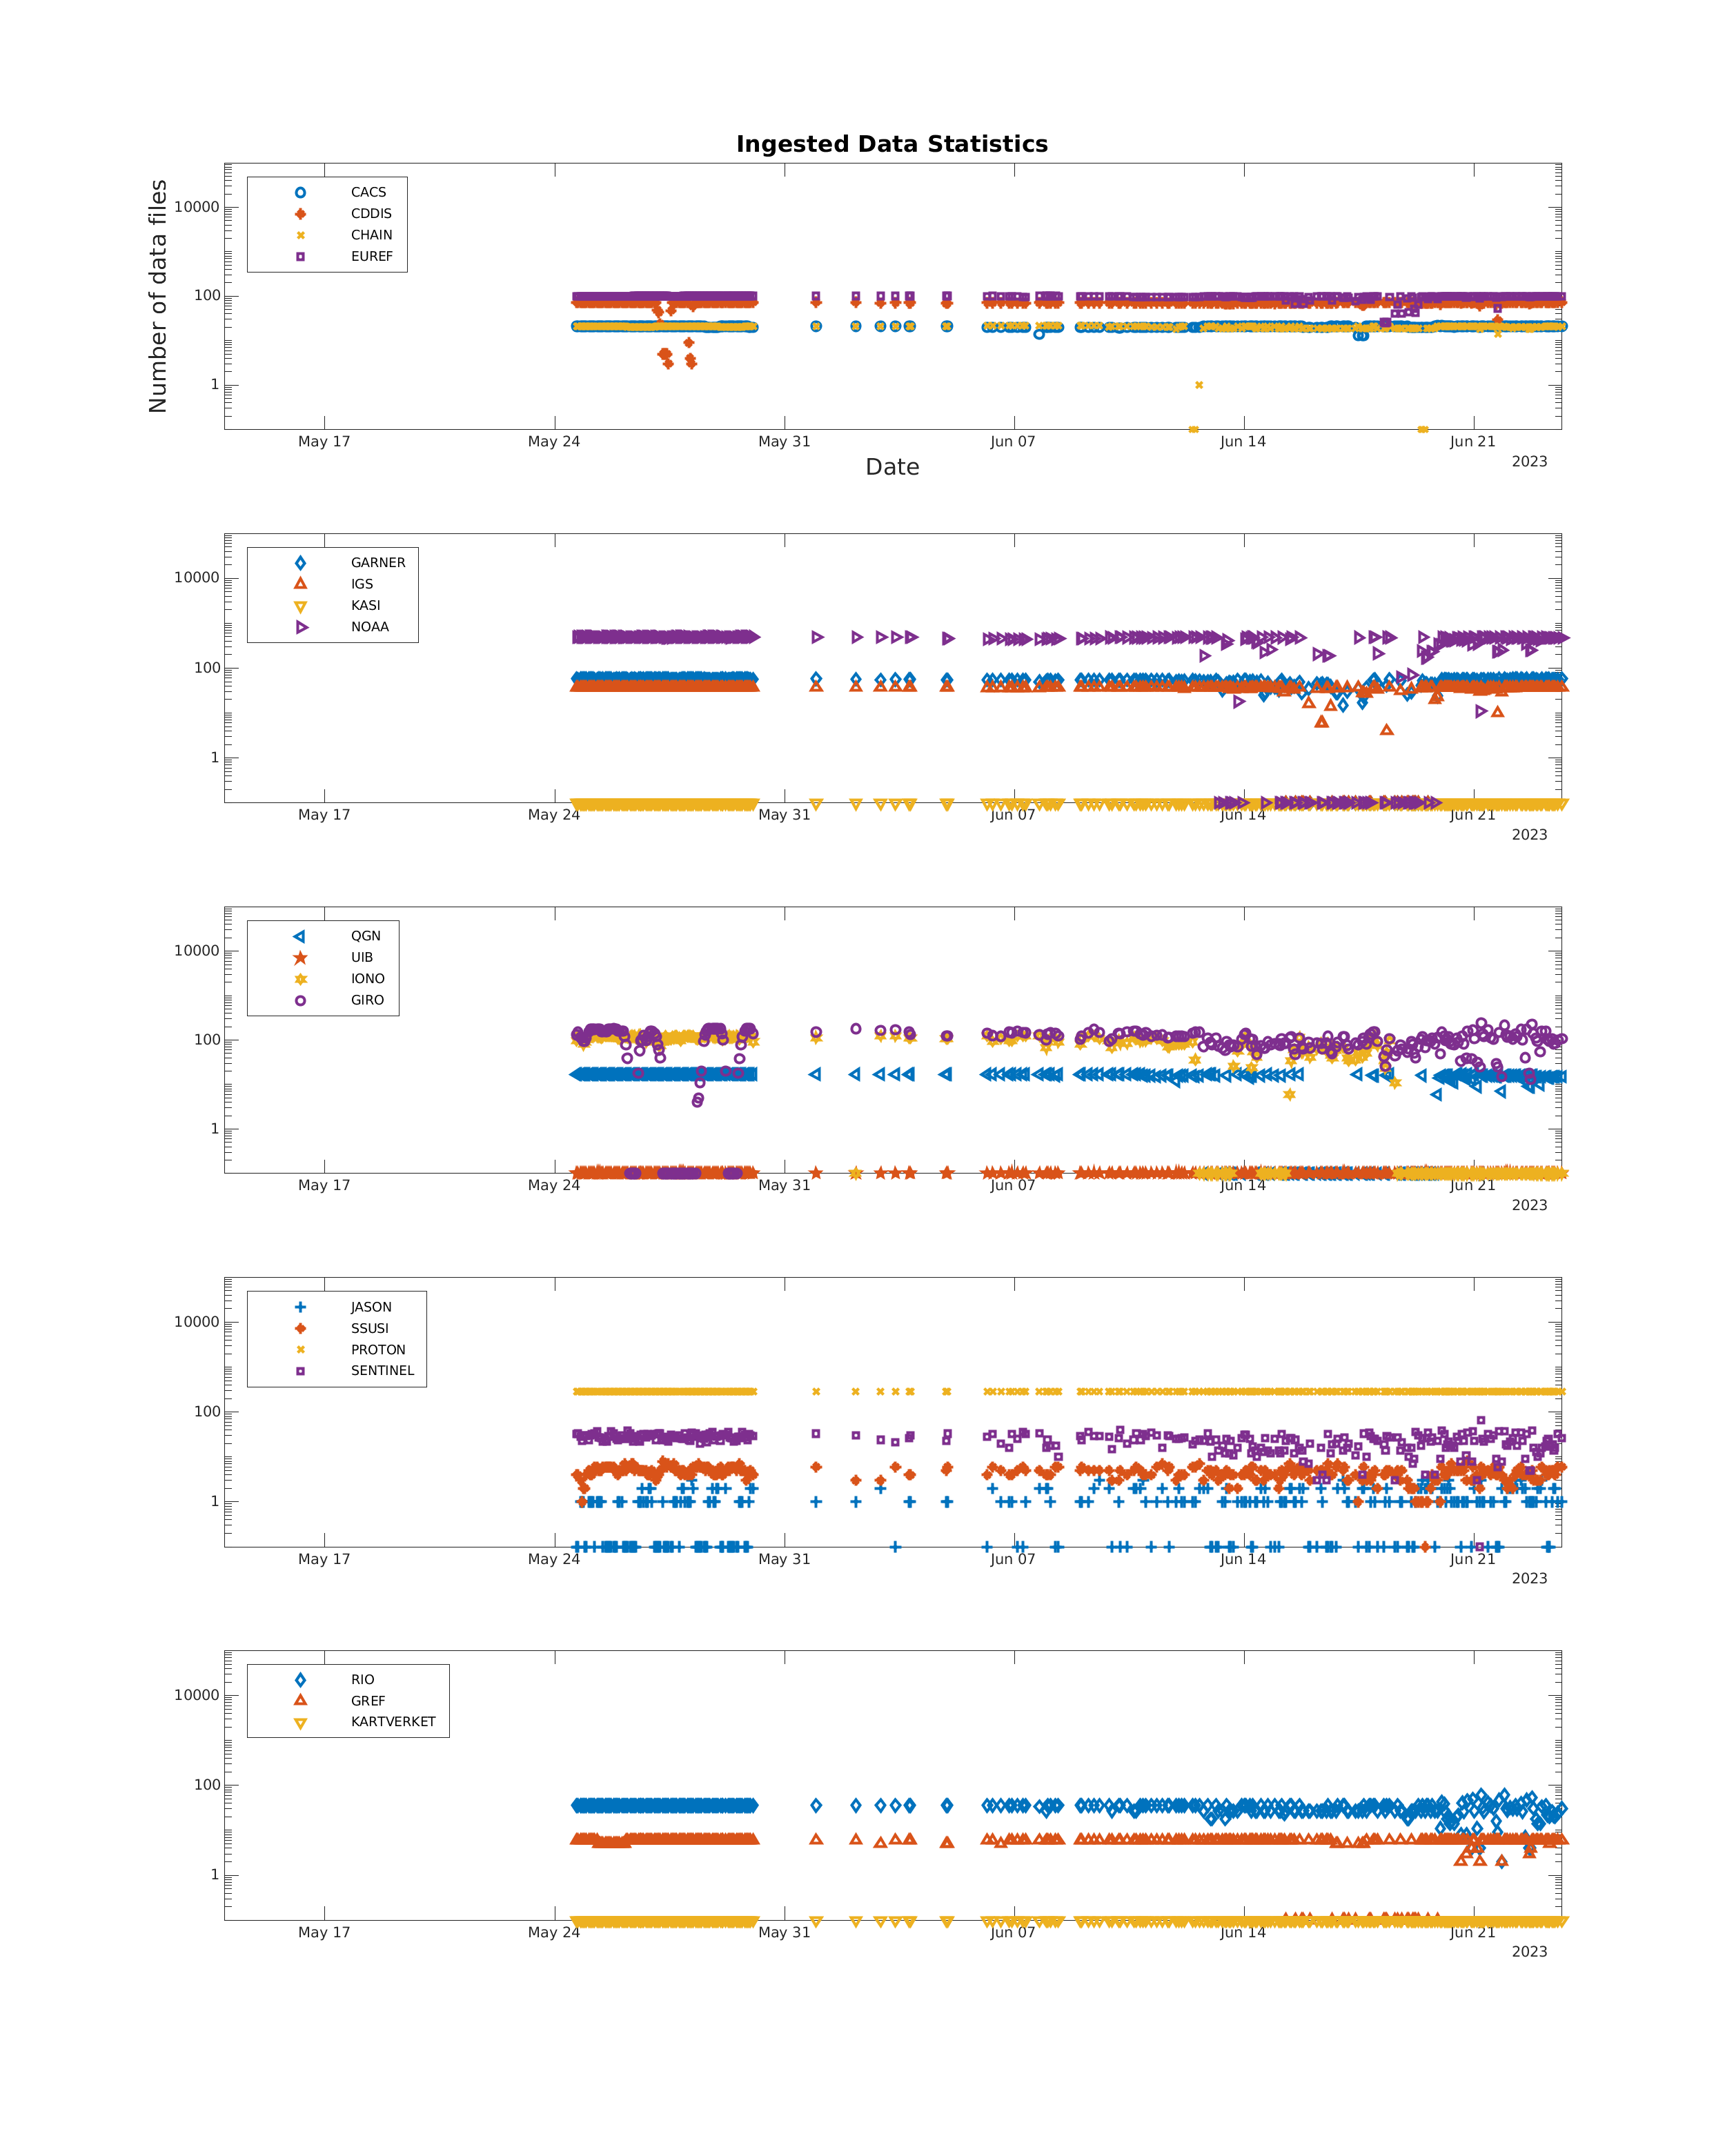 Ingested Data Statistics
Number of data files
10000
100
1
CACS
CDDIS
CHAIN
EUREF
May 17 May 24 May 31 Jun 07 Jun 14 Jun 21
2023
Date
10000
100
1
GARNER
IGS
KASI
NOAA
May 17 May 24 May 31 Jun 07 Jun 14 Jun 21
2023
10000
100
1
QGN
UIB
IONO
GIRO
May 17 May 24 May 31 Jun 07 Jun 14 Jun 21
2023
10000
100
1
JASON
SSUSI
PROTON
SENTINEL
May 17 May 24 May 31 Jun 07 Jun 14 Jun 21
2023
10000
100
1
RIO
GREF
KARTVERKET
May 17 May 24 May 31 Jun 07 Jun 14 Jun 21
2023